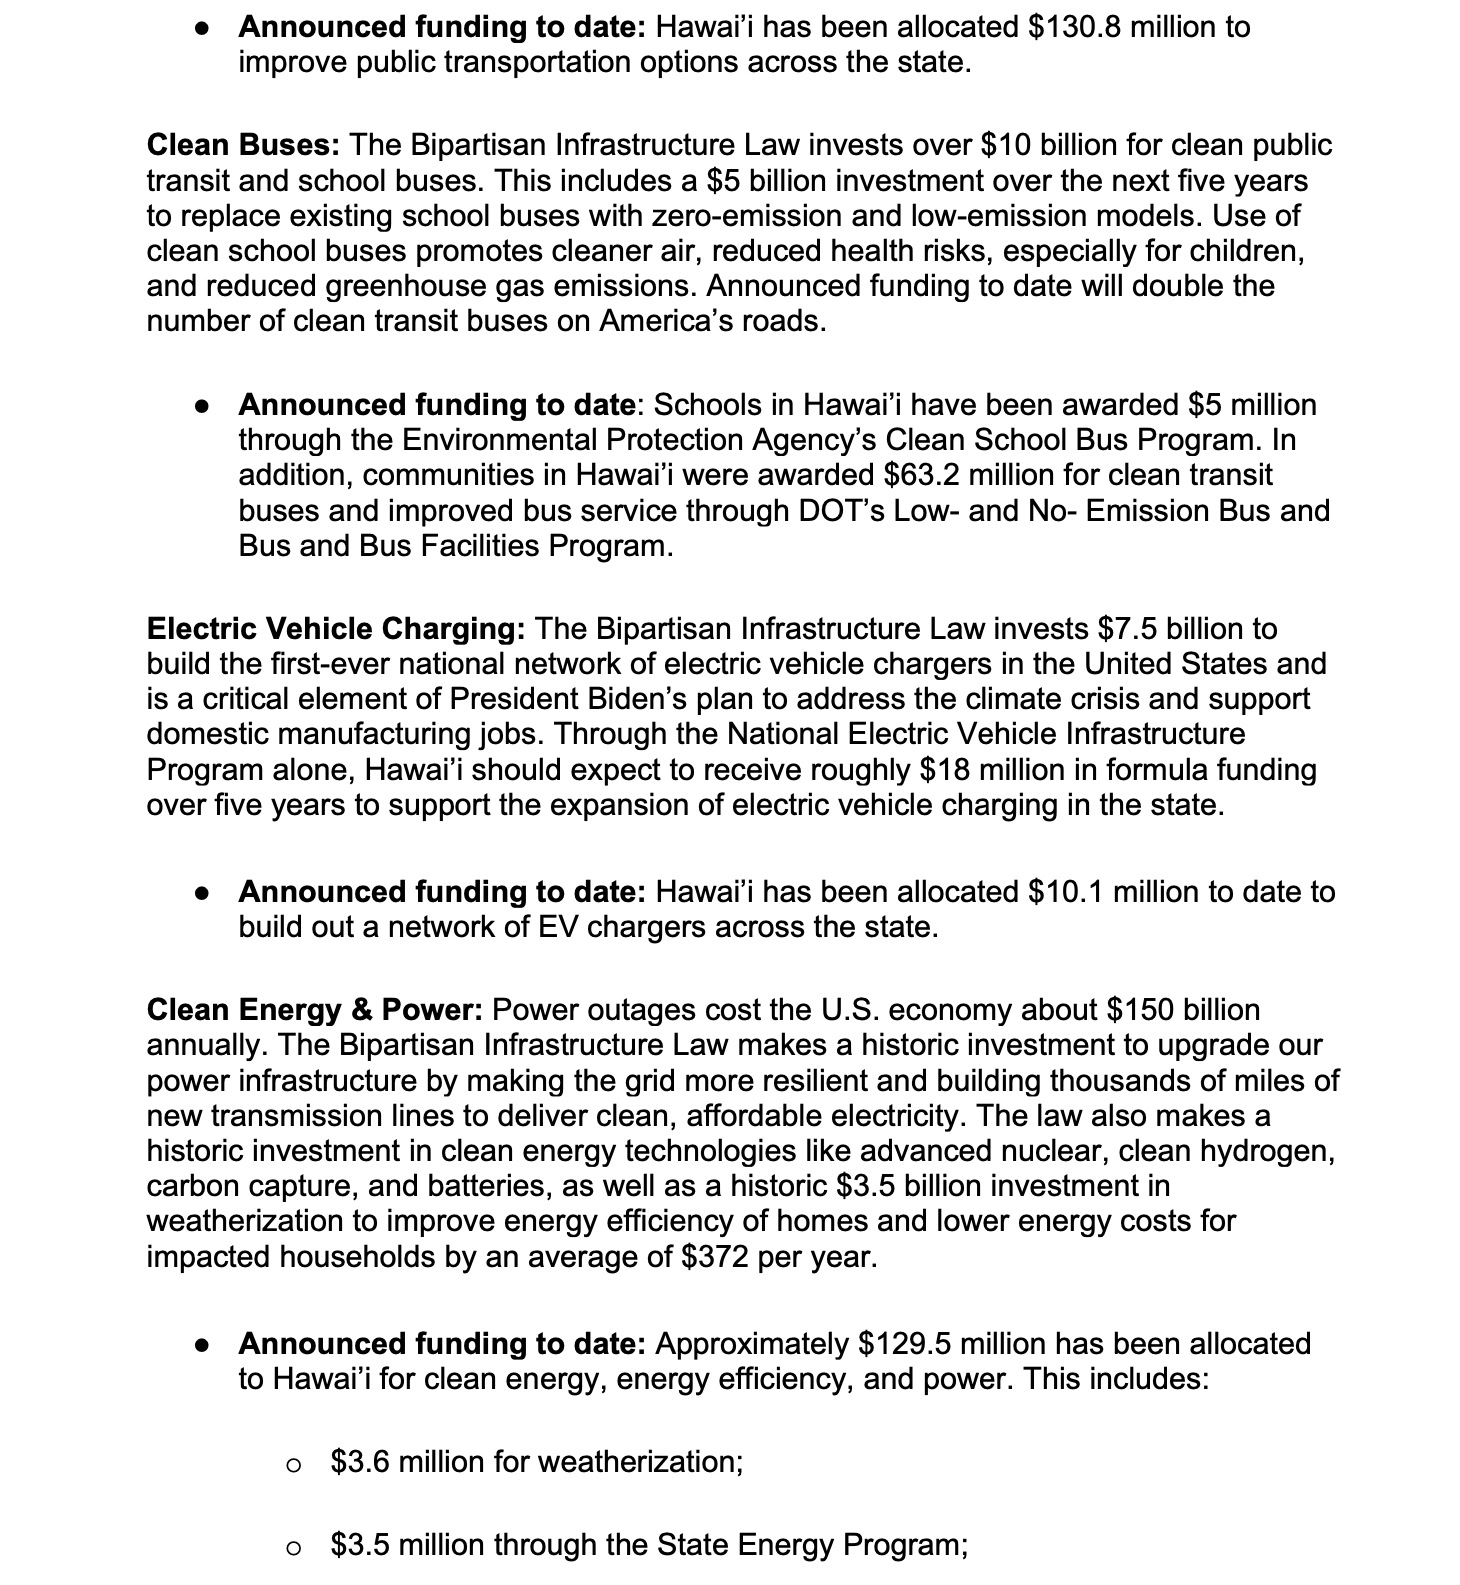 ● Announced funding to date: Hawai’i has been allocated $130.8 million to
improve public transportation options across the state.
Clean Buses: The Bipartisan Infrastructure Law invests over $10 billion for clean public
transit and school buses. This includes a $5 billion investment over the next five years
to replace existing school buses with zero-emission and low-emission models. Use of
clean school buses promotes cleaner air, reduced health risks, especially for children,
and reduced greenhouse gas emissions. Announced funding to date will double the
number of clean transit buses on America’s roads.
● Announced funding to date: Schools in Hawai’i have been awarded $5 million
through the Environmental Protection Agency’s Clean School Bus Program. In
addition, communities in Hawai’i were awarded $63.2 million for clean transit
buses and improved bus service through DOT’s Low- and No- Emission Bus and
Bus and Bus Facilities Program.
Electric Vehicle Charging: The Bipartisan Infrastructure Law invests $7.5 billion to
build the first-ever national network of electric vehicle chargers in the United States and
is a critical element of President Biden’s plan to address the climate crisis and support
domestic manufacturing jobs. Through the National Electric Vehicle Infrastructure
Program alone, Hawai’i should expect to receive roughly $18 million in formula funding
over five years to support the expansion of electric vehicle charging in the state.
● Announced funding to date: Hawai’i has been allocated $10.1 million to date to
build out a network of EV chargers across the state.
Clean Energy & Power: Power outages cost the U.S. economy about $150 billion
annually. The Bipartisan Infrastructure Law makes a historic investment to upgrade our
power infrastructure by making the grid more resilient and building thousands of miles of
new transmission lines to deliver clean, affordable electricity. The law also makes a
historic investment in clean energy technologies like advanced nuclear, clean hydrogen,
carbon capture, and batteries, as well as a historic $3.5 billion investment in
weatherization to improve energy efficiency of homes and lower energy costs for
impacted households by an average of $372 per year.
● Announced funding to date: Approximately $129.5 million has been allocated
to Hawai’i for clean energy, energy efficiency, and power. This includes:
○ $3.6 million for weatherization;
○ $3.5 million through the State Energy Program;